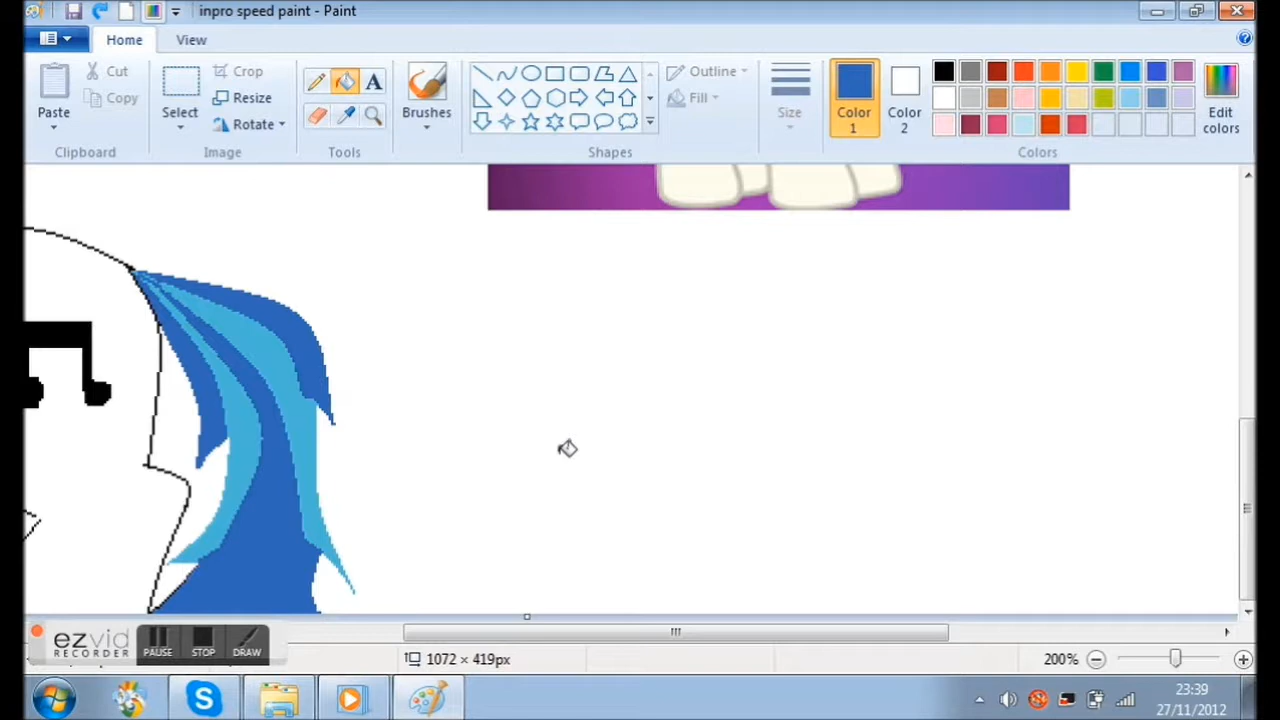 inpro speed paint - Paint
Home View
Paste
Cut
Copy
Clipboard
Select
Crop
Resize
Rotate
Image
A
Tools
Brushes
Outline
Fill
Shapes
Size
Color 1
Color 2
Edit colors
Colors
ezvid
RECORDER
PAUSE STOP DRAW
1072 × 419px
200%
23:39
27/11/2012